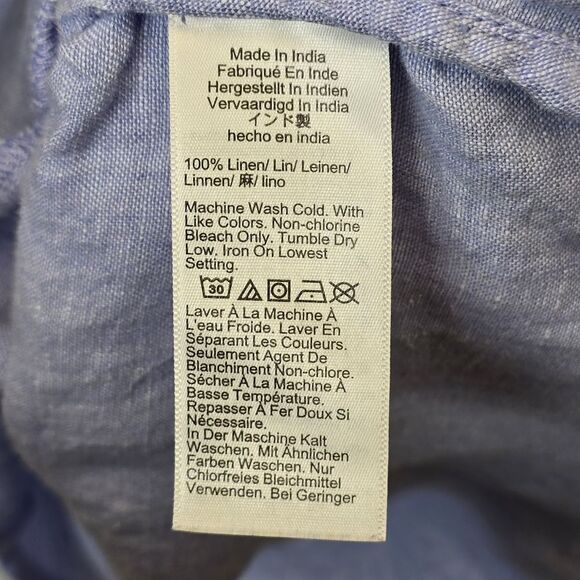 Made In India
Fabriqué En Inde
Hergestellt In Indien
Vervaardigd In india
インド製
hecho en india
100% Linen/ Lin/ Leinen/
Linnen/ 麻/ lino
Machine Wash Cold. With
Like Colors. Non-chlorine
Bleach Only. Tumble Dry
Low. Iron On Lowest
Setting.
30
Laver À La Machine À
L'eau Froide. Laver En
Séparant Les Couleurs.
Seulement Agent De
Blanchiment Non-chlore.
Sécher À La Machine À
Basse Température.
Repasser À Fer Doux Si
Nécessaire.
In Der Maschine Kalt
Waschen. Mit Ähnlichen
Farben Waschen. Nur
Chlorfreies Bleichmittel
Verwenden. Bei Geringer